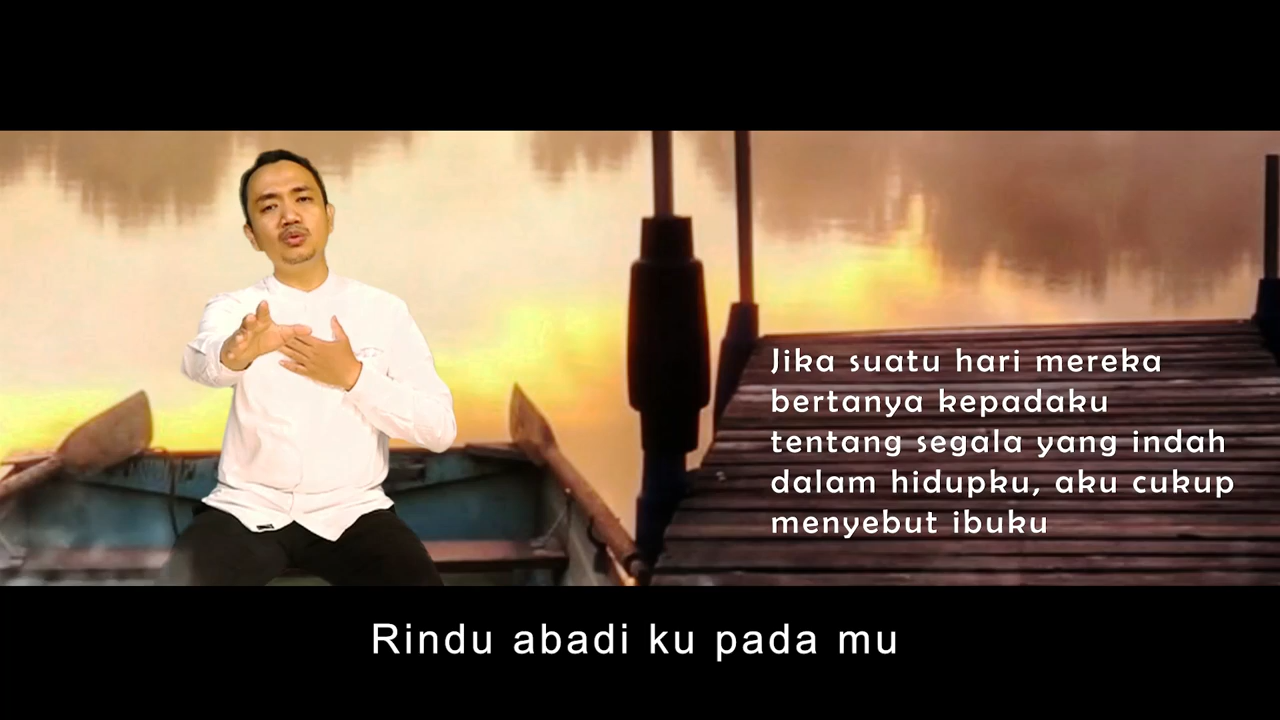 Jika suatu hari mereka
bertanya kepadaku
tentang segala yang indah
dalam hidupku, aku cukup
menyebut ibuku
Rindu abadi ku pada mu